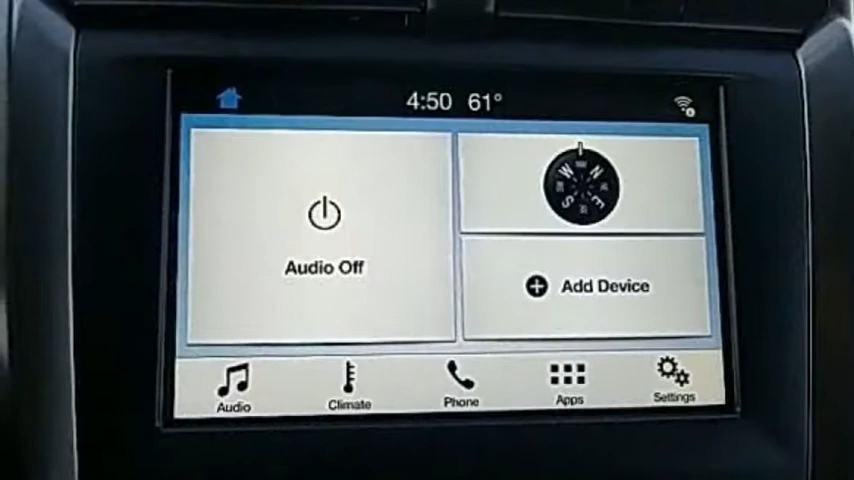 4:50 61°
W N
S E
Audio Off
Add Device
Audio Climate Phone Apps Settings